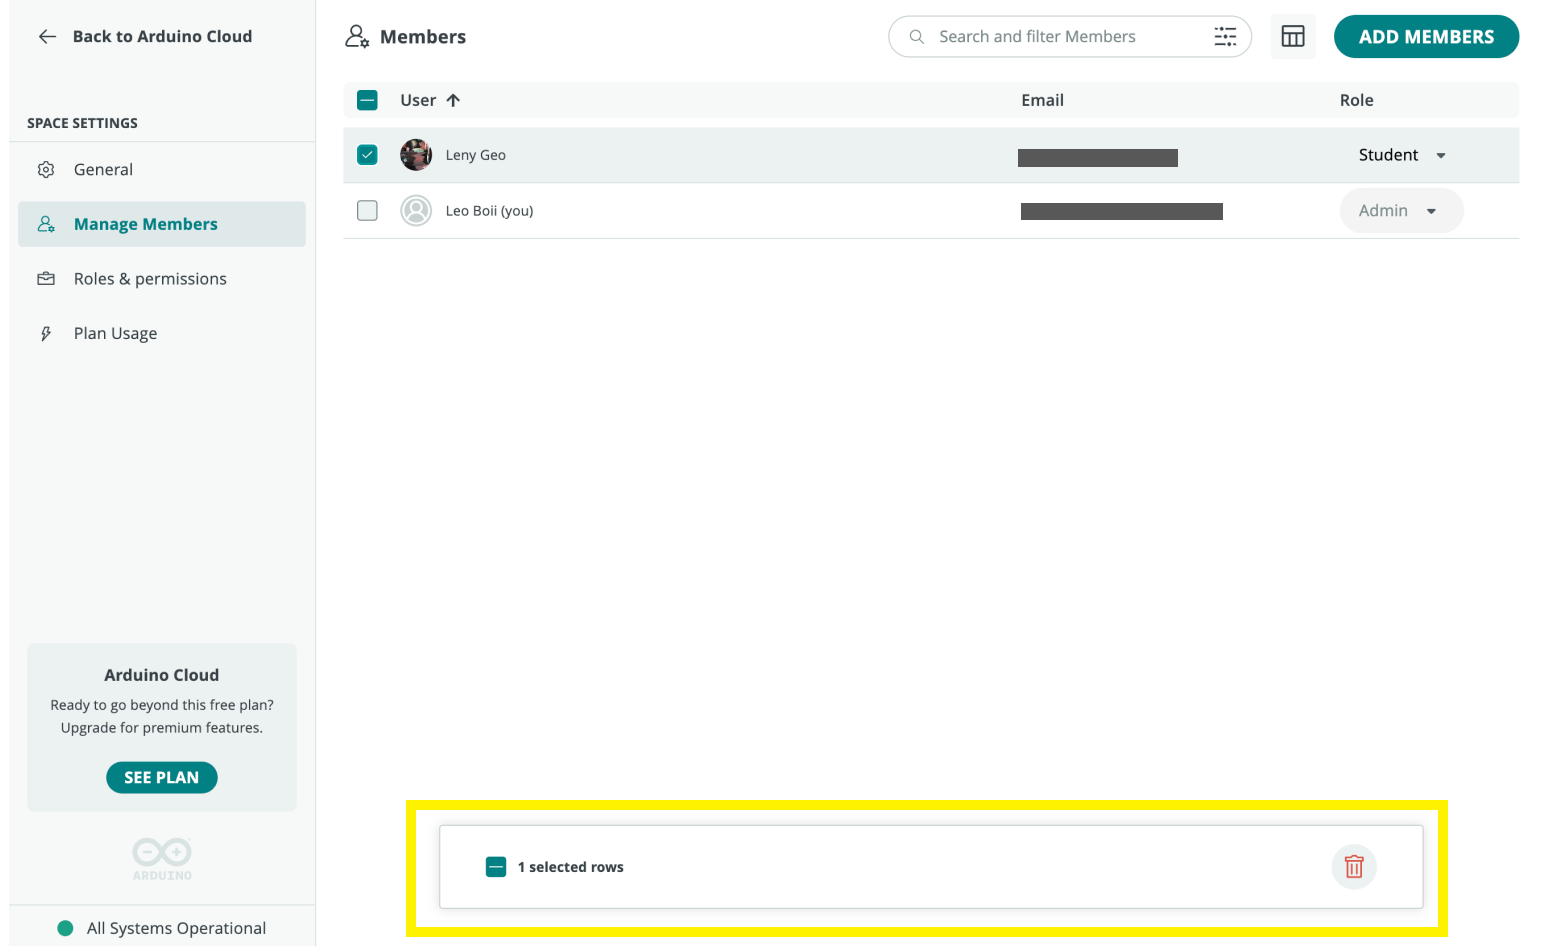 Back to Arduino Cloud
SPACE SETTINGS
General
Manage Members
Roles & permissions
Plan Usage
Arduino Cloud
Ready to go beyond this free plan?
Upgrade for premium features.
SEE PLAN
ARDUINO
All Systems Operational
Members
Search and filter Members
ADD MEMBERS
User Email Role
Leny Geo Student
Leo Boii (you) Admin
1 selected rows